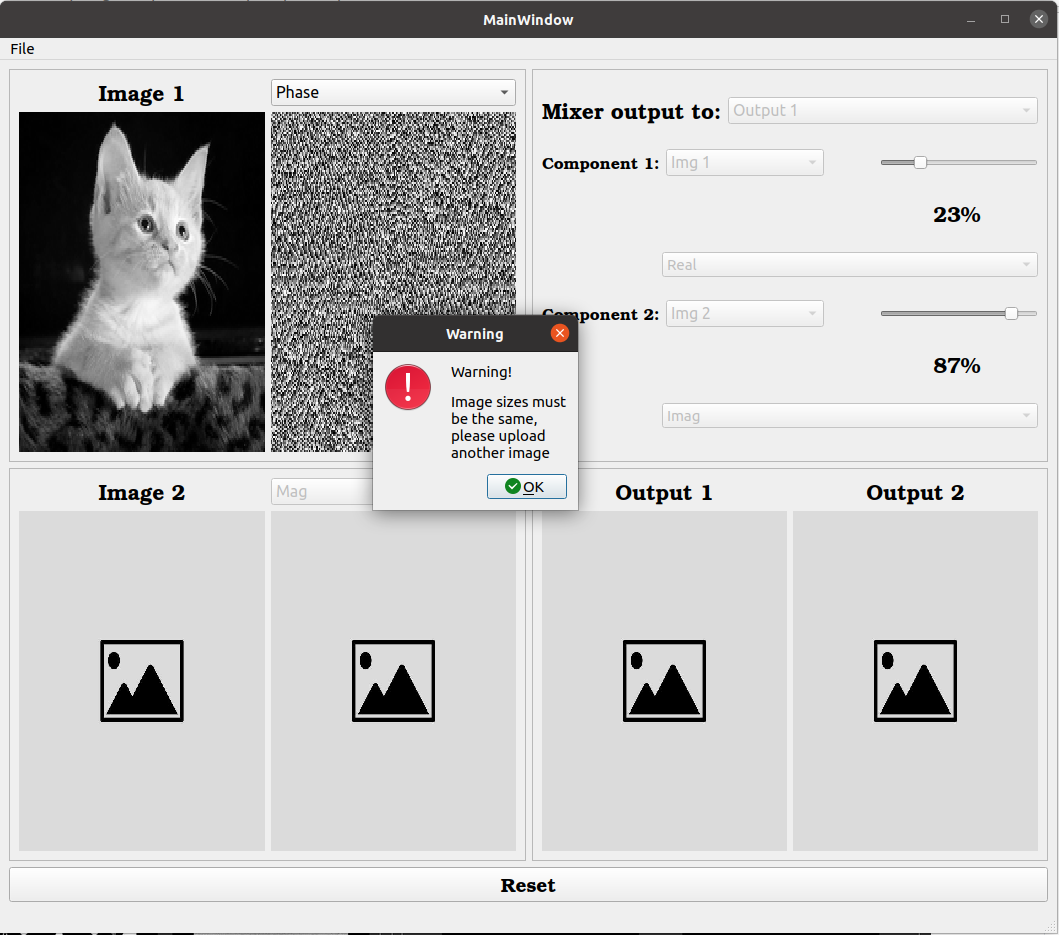 MainWindow
File
Image 1
Phase
Mixer output to:
Output 1
Component 1:
Img 1
23%
Real
Component 2:
Img 2
87%
Imag
Warning
Warning!
Image sizes must
be the same,
please upload
another image
OK
Image 2
Mag
Output 1
Output 2
Reset